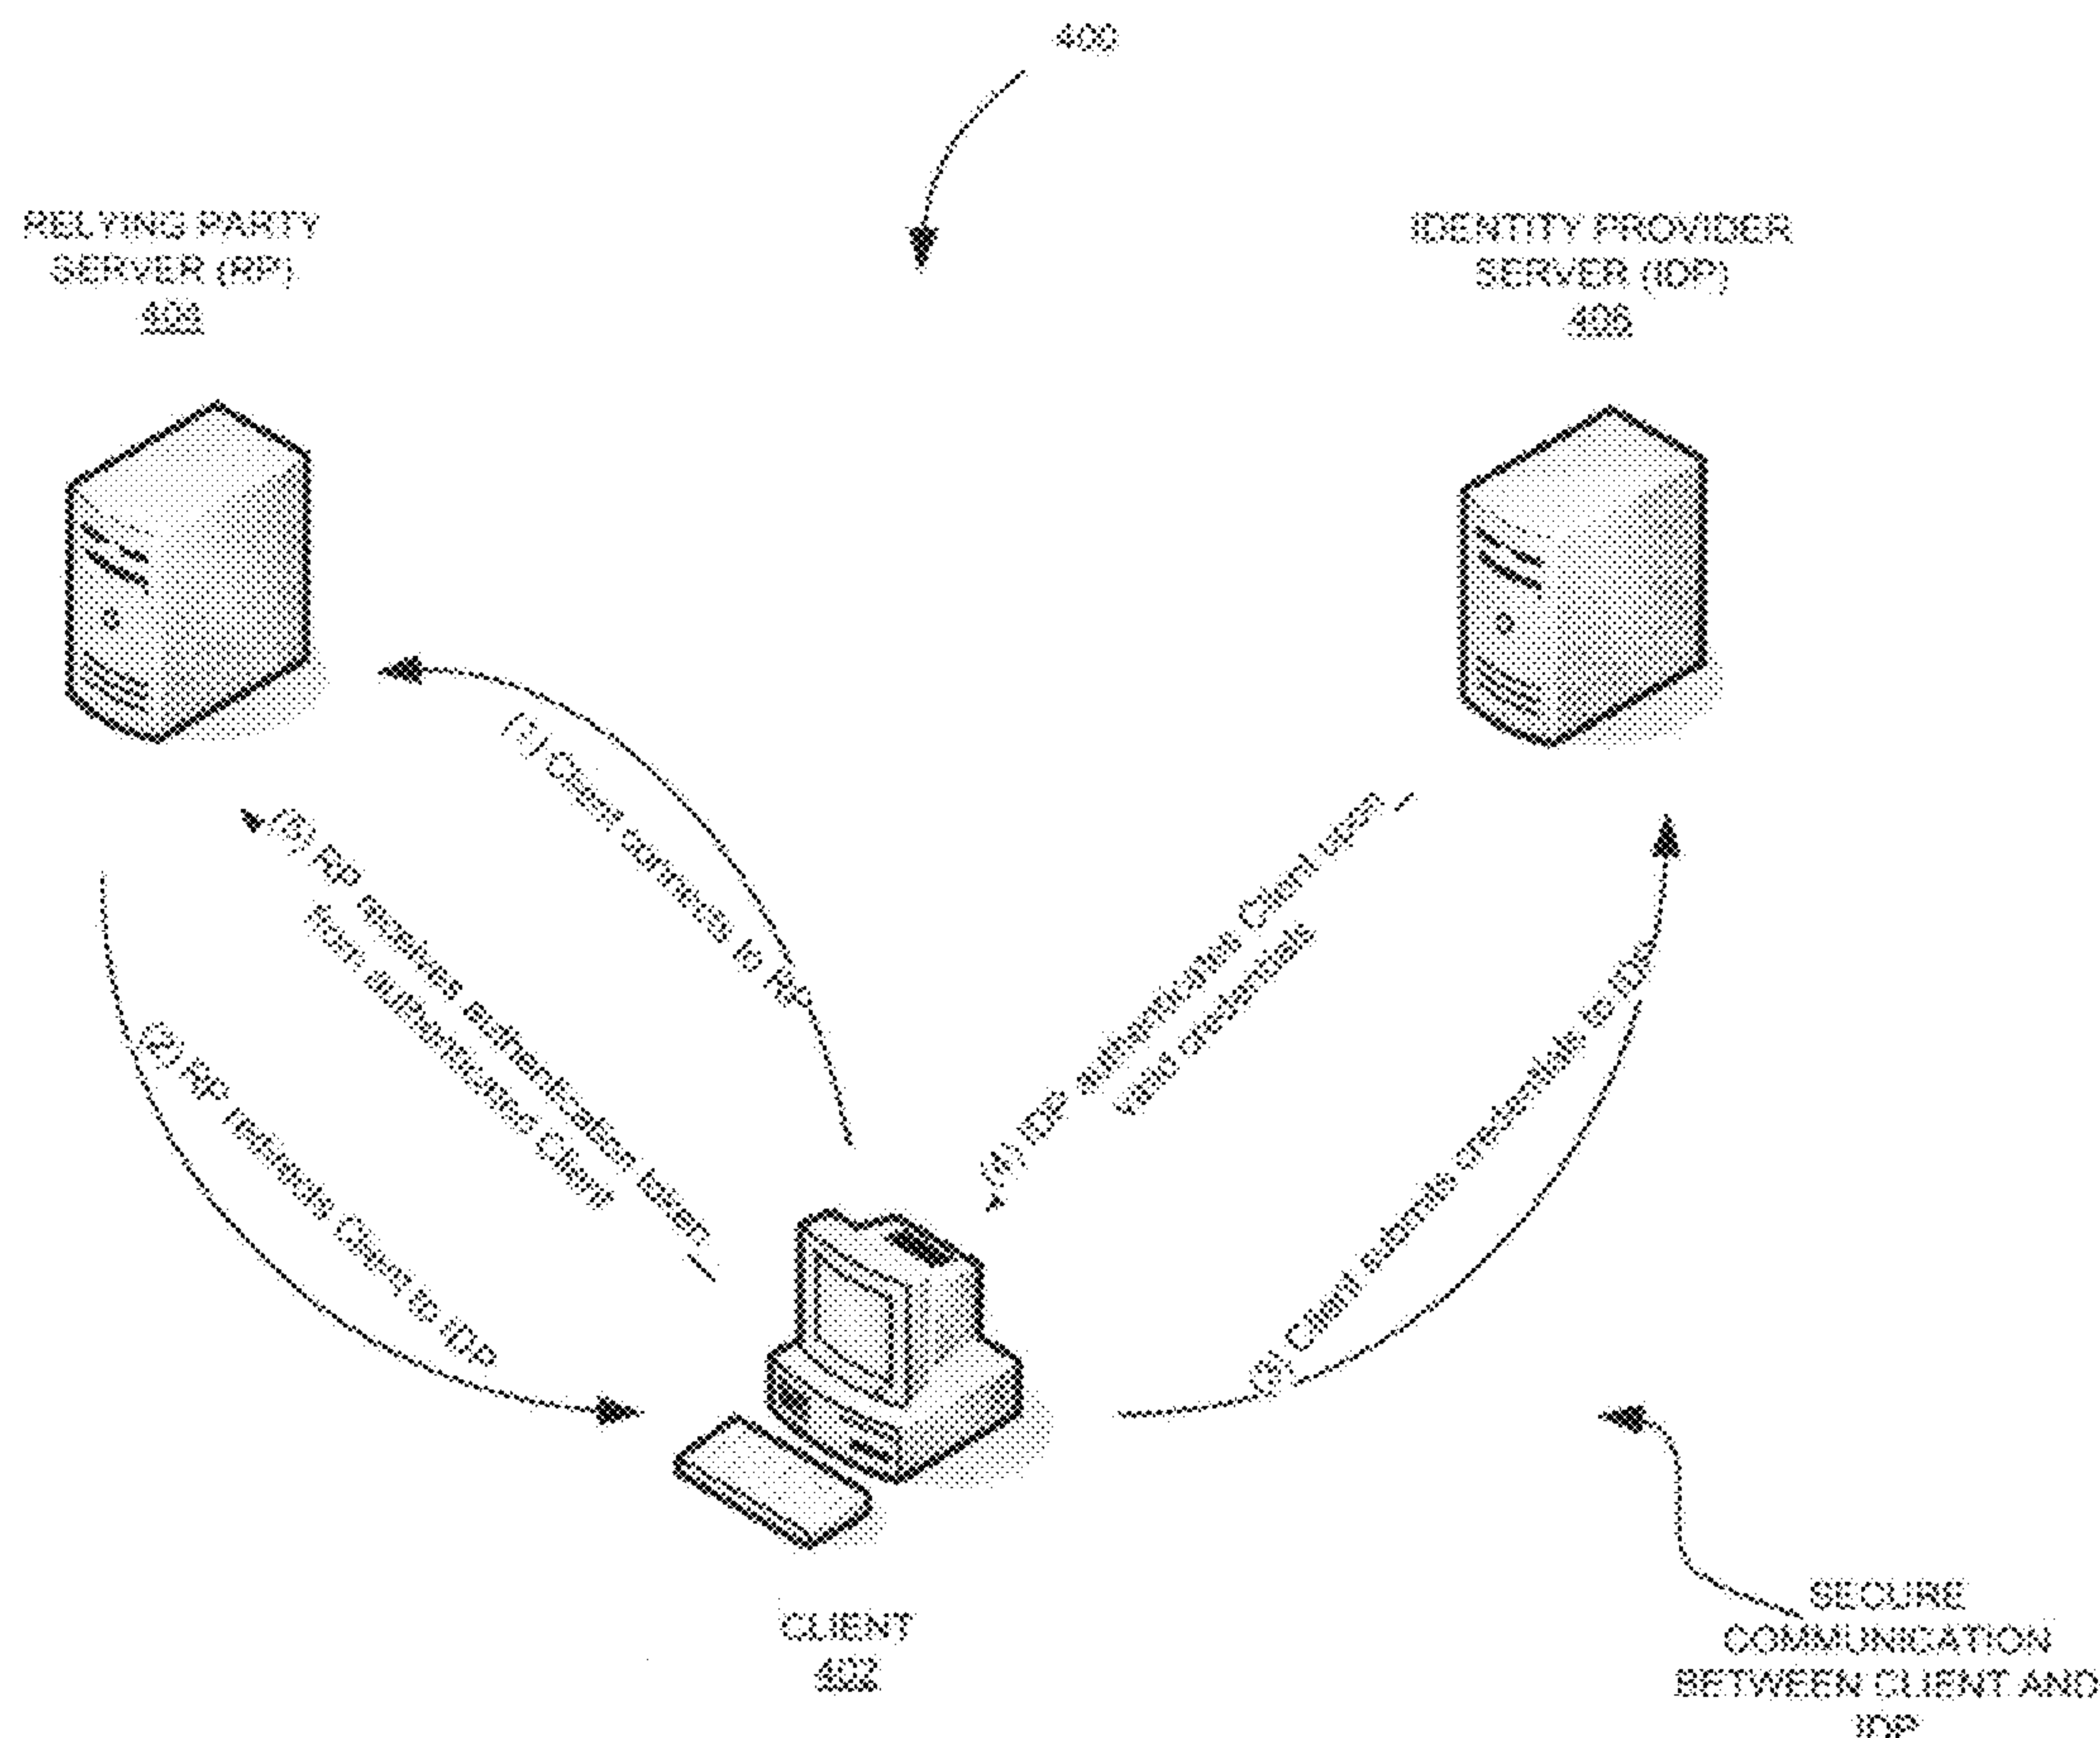 400
RELYING PARTY
SERVER (RP)
404
IDENTITY PROVIDER
SERVER (IDP)
406
(1) Client connects to RP
(5) RP receives authentication token
from authenticated Client
(2) RP redirects Client to IDP
(4) IDP authenticates Client upon
valid credentials
(3) Client submits credentials to IDP
CLIENT
402
SECURE
COMMUNICATION
BETWEEN CLIENT AND
IDP